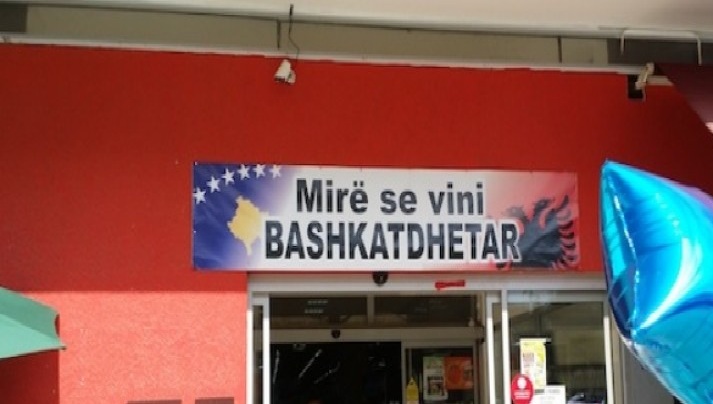 Mirë se vini
BASHKATDHETAR